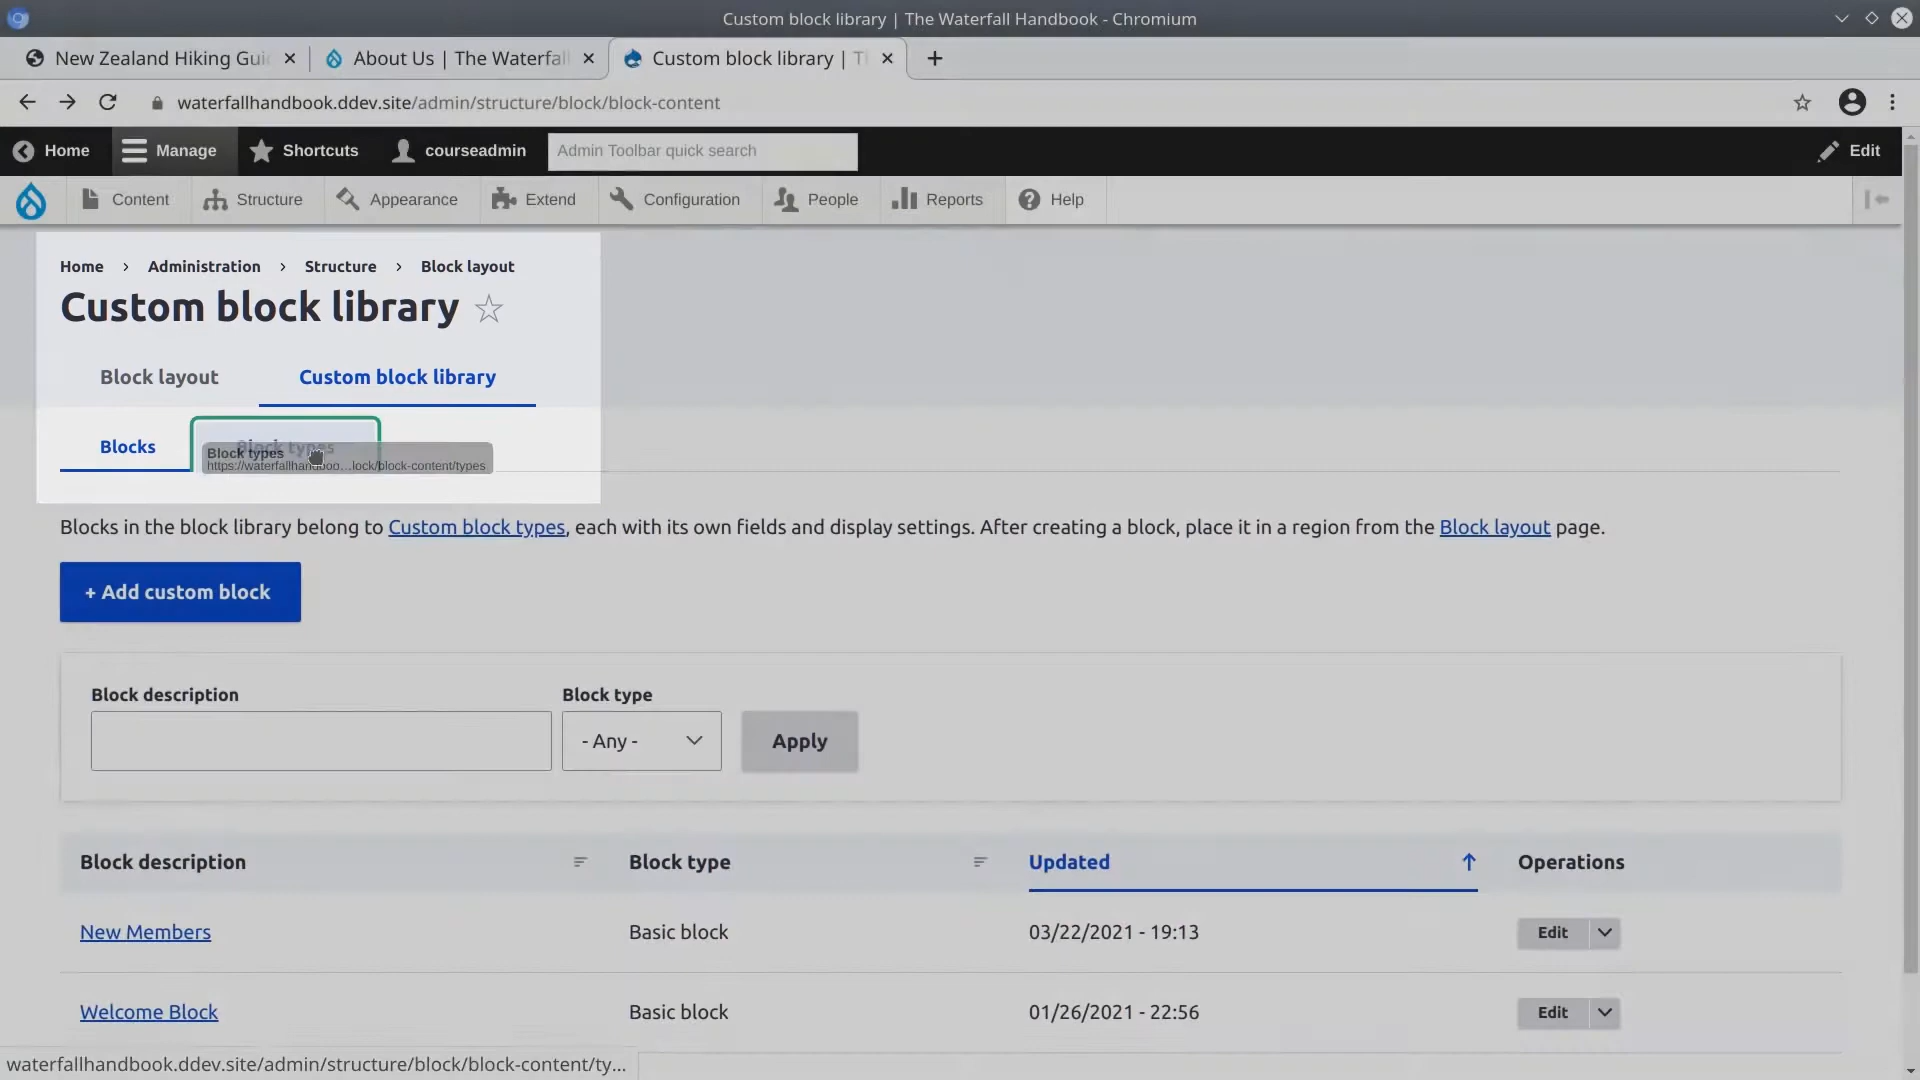 Custom block library | The Waterfall Handbook - Chromium
New Zealand Hiking Gui
About Us | The Waterfal
Custom block library |
waterfallhandbook.ddev.site/admin/structure/block/block-content
Home
Manage
Shortcuts
courseadmin
Admin Toolbar quick search
Edit
Content
Structure
Appearance
Extend
Configuration
People
Reports
Help
Home › Administration › Structure › Block layout
Custom block library
Block layout
Custom block library
Blocks
Block types
Block types
https://waterfallhandboo…lock/block-content/types
Blocks in the block library belong to Custom block types, each with its own fields and display settings. After creating a block, place it in a region from the Block layout page.
+ Add custom block
Block description
Block type
- Any -
Apply
Block description Block type Updated Operations
New Members Basic block 03/22/2021 - 19:13 Edit
Welcome Block Basic block 01/26/2021 - 22:56 Edit
waterfallhandbook.ddev.site/admin/structure/block/block-content/ty...